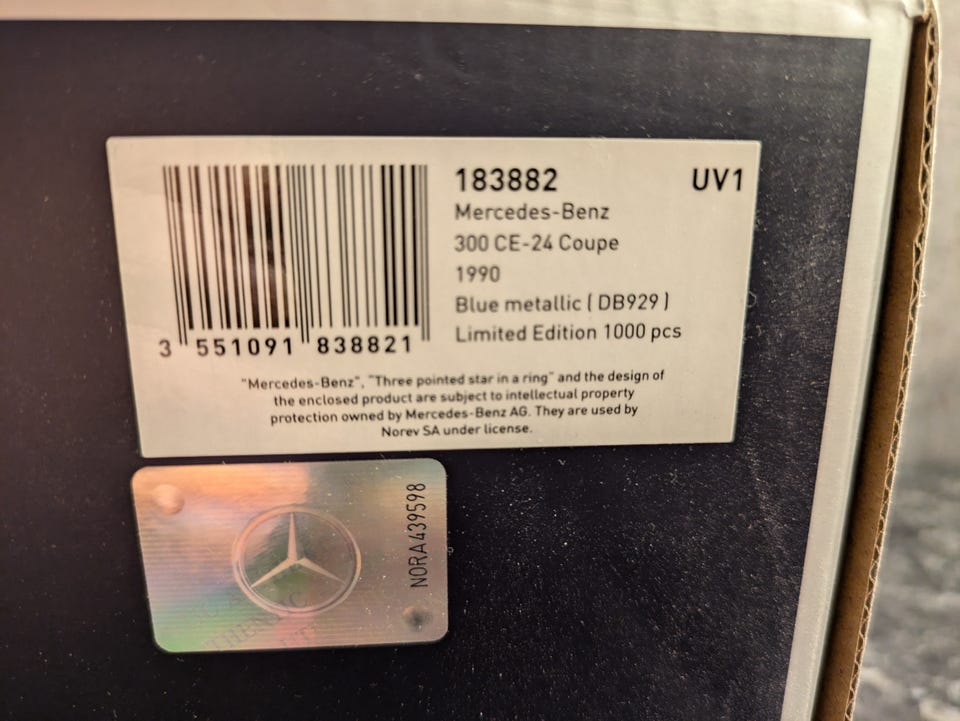 183882 UV1
Mercedes-Benz
300 CE-24 Coupe
1990
Blue metallic ( DB929 )
Limited Edition 1000 pcs
3 551091 838821
"Mercedes-Benz", "Three pointed star in a ring" and the design of
the enclosed product are subject to intellectual property
protection owned by Mercedes-Benz AG. They are used by
Norev SA under license.
NORA439598